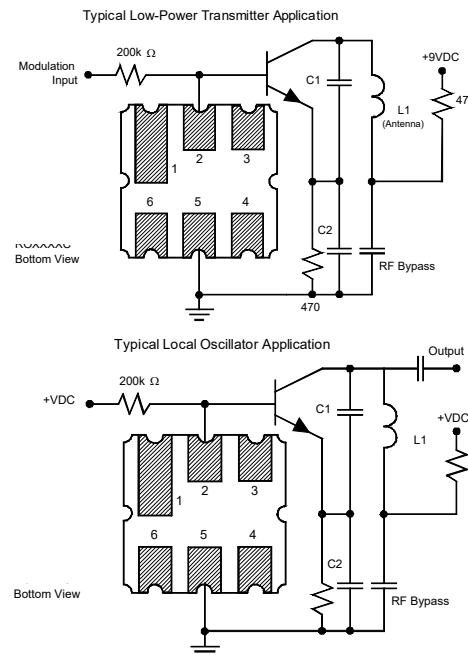 Typical Low-Power Transmitter Application
200k Ω
Modulation
Input
C1
+9VDC
47
L1
(Antenna)
1
2
3
6
5
4
C2
Bottom View
RF Bypass
470
Typical Local Oscillator Application
Output
200k Ω
+VDC
C1
+VDC
L1
1
2
3
6
5
4
C2
Bottom View
RF Bypass